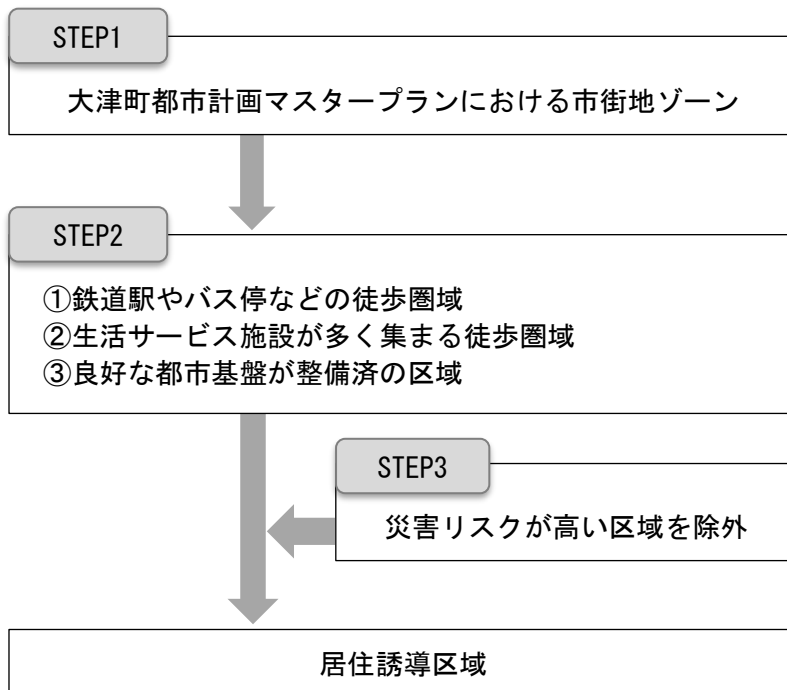 STEP1
大津町都市計画マスタープランにおける市街地ゾーン
STEP2
①鉄道駅やバス停などの徒歩圏域
②生活サービス施設が多く集まる徒歩圏域
③良好な都市基盤が整備済の区域
STEP3
災害リスクが高い区域を除外
居住誘導区域